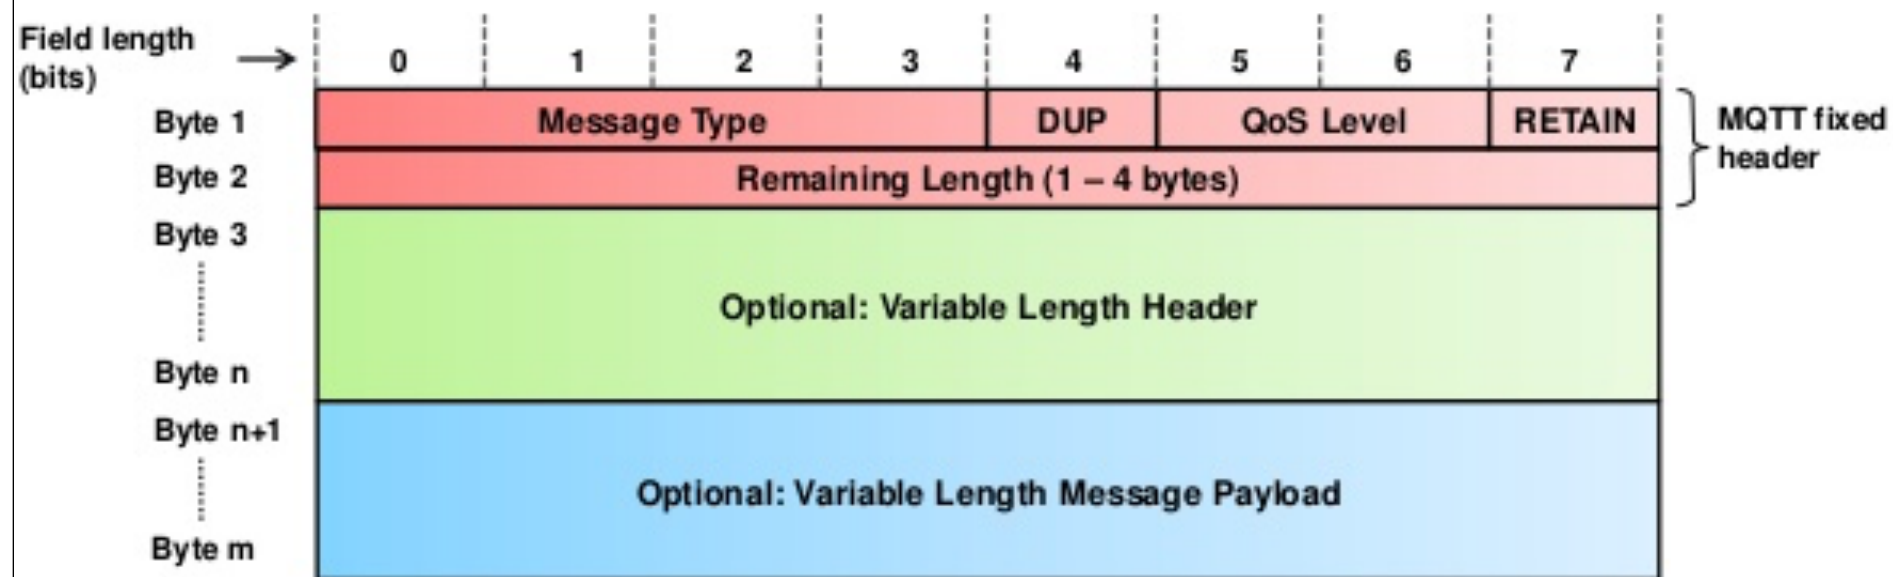 Field length
(bits)
0 1 2 3 4 5 6 7
Byte 1 Message Type DUP QoS Level RETAIN
MQTT fixed
header
Byte 2 Remaining Length (1 – 4 bytes)
Byte 3
Optional: Variable Length Header
Byte n
Byte n+1
Optional: Variable Length Message Payload
Byte m